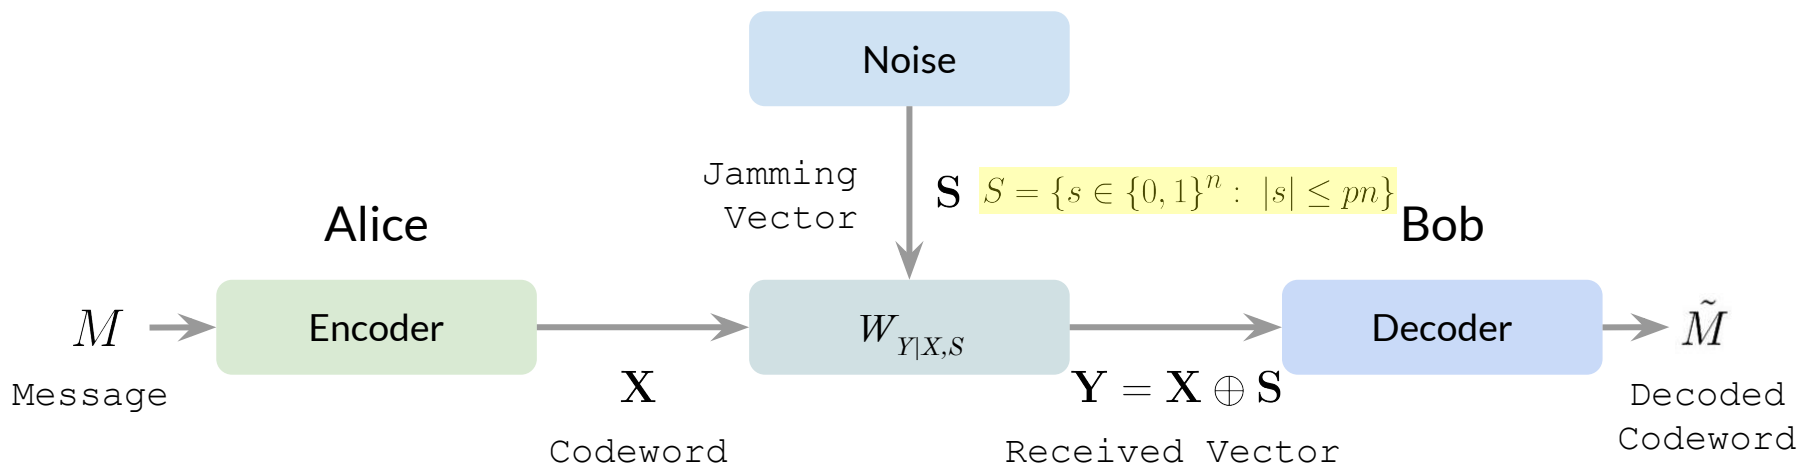 Noise
Jamming
Vector
S S = {s ∈ {0, 1}ⁿ : |s| ≤ pn}
Alice
Bob
M
Encoder
W_{Y|X,S}
Decoder
M̃
Message
X
Y = X ⊕ S
Decoded
Codeword
Codeword
Received Vector